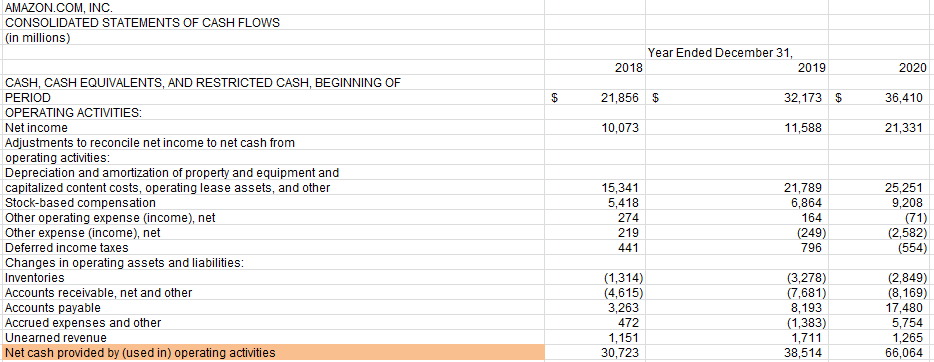 AMAZON.COM, INC.
CONSOLIDATED STATEMENTS OF CASH FLOWS
(in millions)
Year Ended December 31,
2018 2019 2020
CASH, CASH EQUIVALENTS, AND RESTRICTED CASH, BEGINNING OF
PERIOD $ 21,856 $ 32,173 $ 36,410
OPERATING ACTIVITIES:
Net income 10,073 11,588 21,331
Adjustments to reconcile net income to net cash from
operating activities:
Depreciation and amortization of property and equipment and
capitalized content costs, operating lease assets, and other 15,341 21,789 25,251
Stock-based compensation 5,418 6,864 9,208
Other operating expense (income), net 274 164 (71)
Other expense (income), net 219 (249) (2,582)
Deferred income taxes 441 796 (554)
Changes in operating assets and liabilities:
Inventories (1,314) (3,278) (2,849)
Accounts receivable, net and other (4,615) (7,681) (8,169)
Accounts payable 3,263 8,193 17,480
Accrued expenses and other 472 (1,383) 5,754
Unearned revenue 1,151 1,711 1,265
Net cash provided by (used in) operating activities 30,723 38,514 66,064